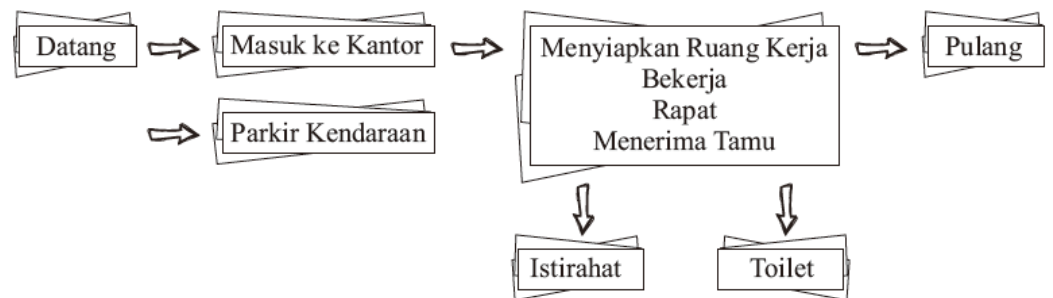 Datang
Masuk ke Kantor
Menyiapkan Ruang Kerja
Bekerja
Rapat
Menerima Tamu
Pulang
Parkir Kendaraan
Istirahat
Toilet